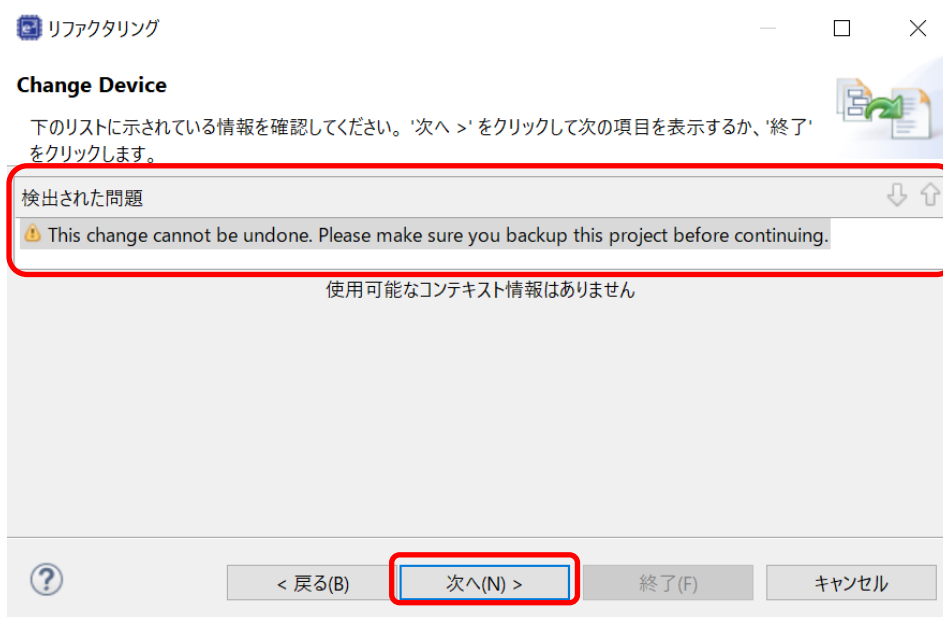 リファクタリング
Change Device
下のリストに示されている情報を確認してください。'次へ >' をクリックして次の項目を表示するか、'終了'
をクリックします。
検出された問題
This change cannot be undone. Please make sure you backup this project before continuing.
使用可能なコンテキスト情報はありません
< 戻る(B)
次へ(N) >
終了(F)
キャンセル